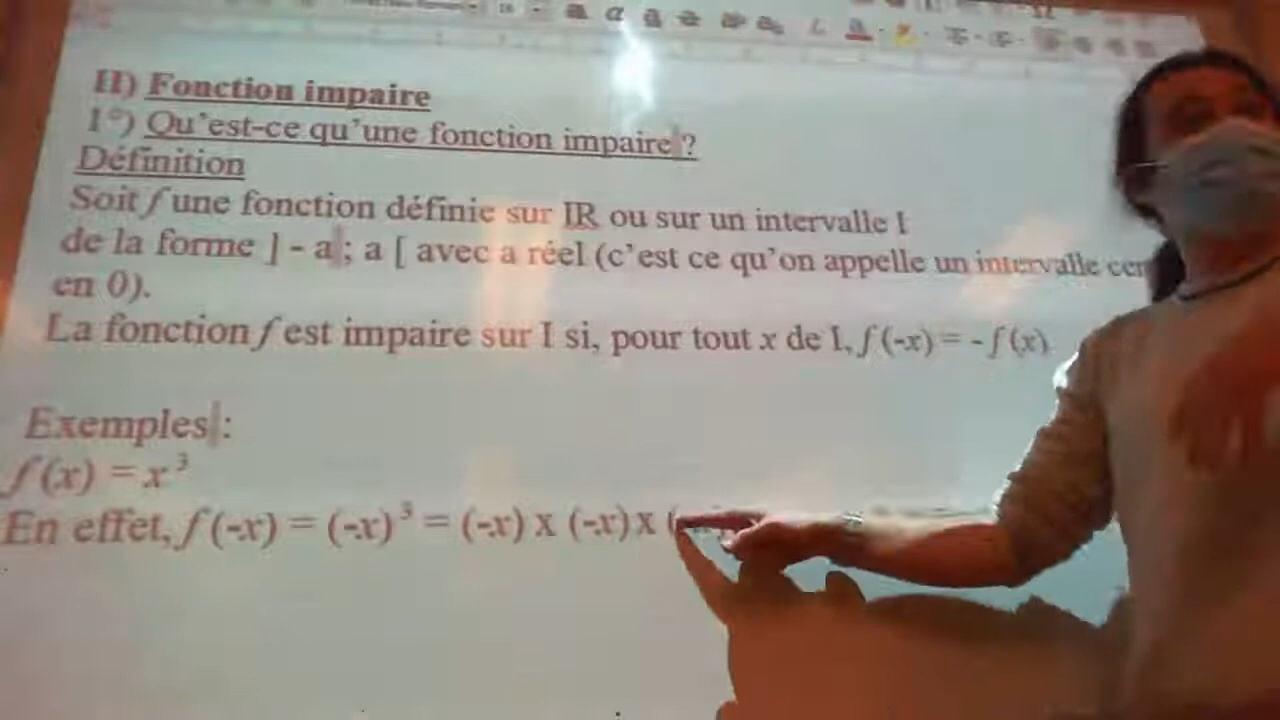 II) Fonction impaire
1°) Qu'est-ce qu'une fonction impaire ?
Définition
Soit f une fonction définie sur IR ou sur un intervalle I
de la forme ] - a ; a [ avec a réel (c'est ce qu'on appelle un intervalle cen
en 0).
La fonction f est impaire sur I si, pour tout x de I, f(-x) = - f(x)
Exemples :
f(x) = x³
En effet, f(-x) = (-x)³ = (-x) x (-x) x (